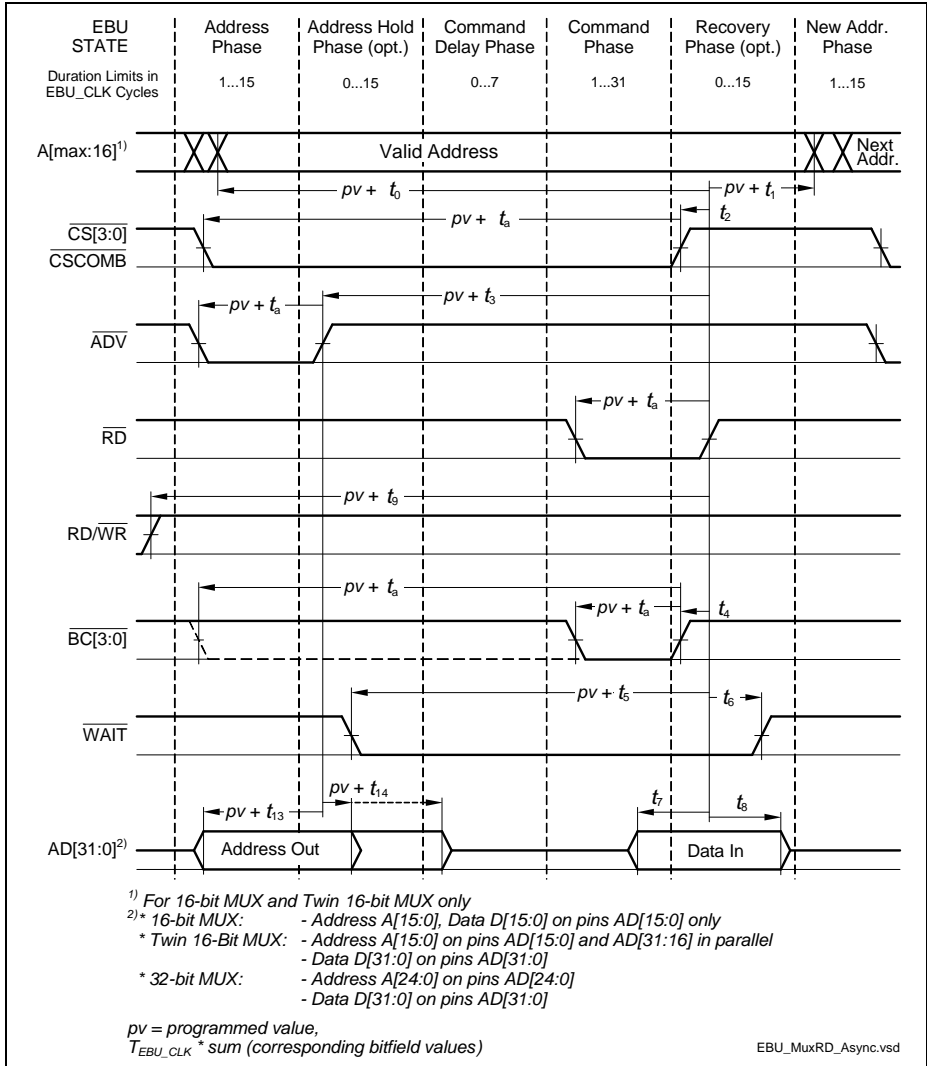 EBU STATE Address Phase Address Hold Phase (opt.) Command Delay Phase Command Phase Recovery Phase (opt.) New Addr. Phase
Duration Limits in EBU_CLK Cycles 1...15 0...15 0...7 1...31 0...15 1...15
A[max:16]1) Valid Address Next Addr.
pv + t0 pv + t1
pv + ta t2
CS[3:0]
CSCOMB
pv + t3
pv + ta
ADV
pv + ta
RD
pv + t9
RD/WR
pv + ta
pv + ta t4
BC[3:0]
pv + t5 t6
WAIT
pv + t14
pv + t13 t7 t8
AD[31:0]2) Address Out Data In
1) For 16-bit MUX and Twin 16-bit MUX only
2)* 16-bit MUX: - Address A[15:0], Data D[15:0] on pins AD[15:0] only
* Twin 16-Bit MUX: - Address A[15:0] on pins AD[15:0] and AD[31:16] in parallel
- Data D[31:0] on pins AD[31:0]
* 32-bit MUX: - Address A[24:0] on pins AD[24:0]
- Data D[31:0] on pins AD[31:0]
pv = programmed value,
TEBU_CLK * sum (corresponding bitfield values) EBU_MuxRD_Async.vsd